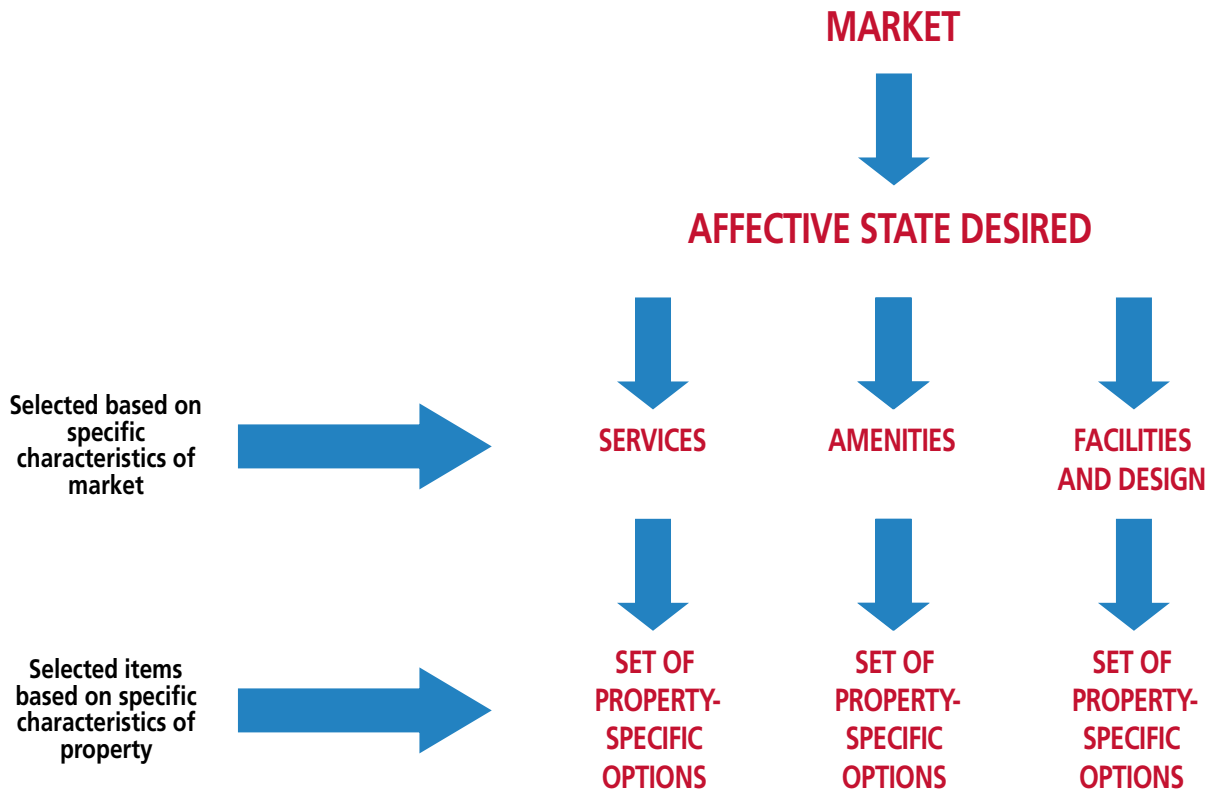 MARKET
AFFECTIVE STATE DESIRED
Selected based on
specific
characteristics of
market
SERVICES
AMENITIES
FACILITIES
AND DESIGN
Selected items
based on specific
characteristics of
property
SET OF
PROPERTY-
SPECIFIC
OPTIONS
SET OF
PROPERTY-
SPECIFIC
OPTIONS
SET OF
PROPERTY-
SPECIFIC
OPTIONS